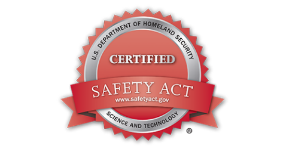 U.S. DEPARTMENT OF HOMELAND SECURITY
CERTIFIED
SAFETY ACT
www.safetyact.gov
SCIENCE AND TECHNOLOGY
®